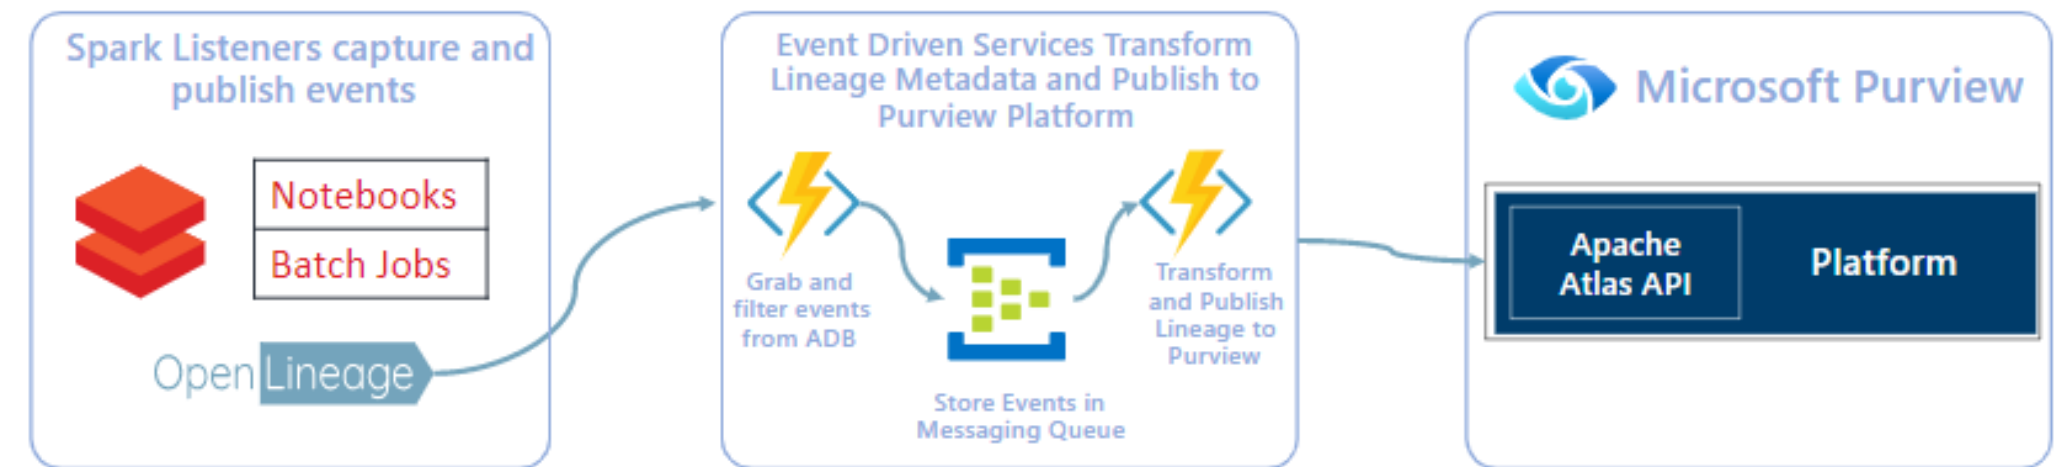 Spark Listeners capture and
publish events
Notebooks
Batch Jobs
OpenLineage
Event Driven Services Transform
Lineage Metadata and Publish to
Purview Platform
Grab and
filter events
from ADB
Store Events in
Messaging Queue
Transform
and Publish
Lineage to
Purview
Microsoft Purview
Apache
Atlas API
Platform